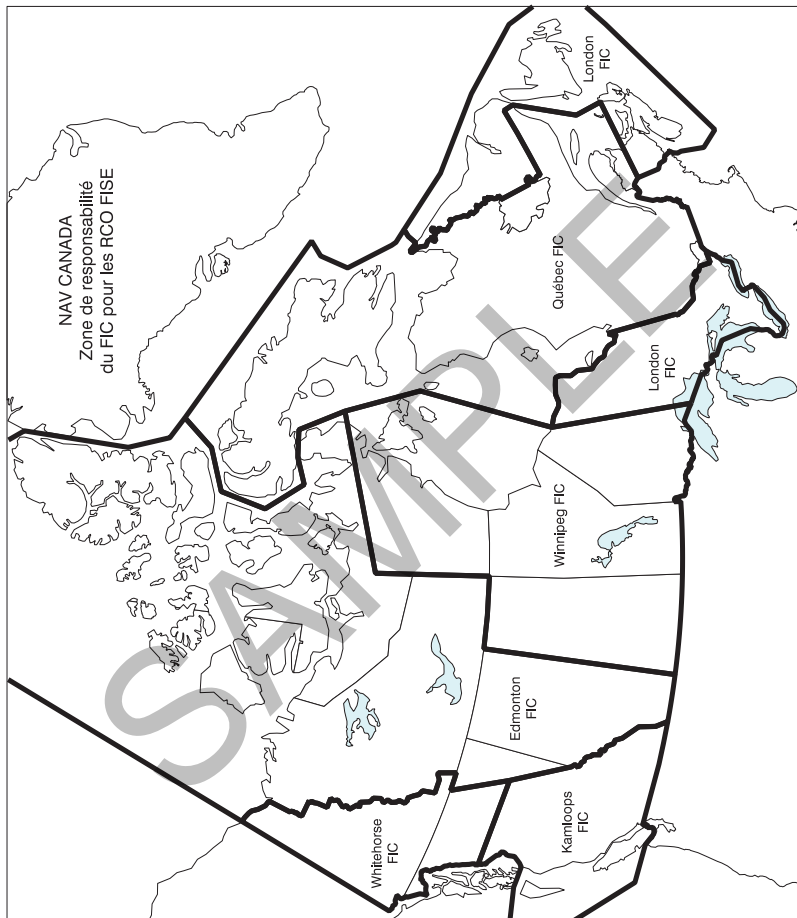 NAV CANADA
Zone de responsabilité
du FIC pour les RCO FISE
London
FIC
Québec FIC
London
FIC
Winnipeg FIC
Edmonton
FIC
Kamloops
FIC
Whitehorse
FIC
SAMPLE